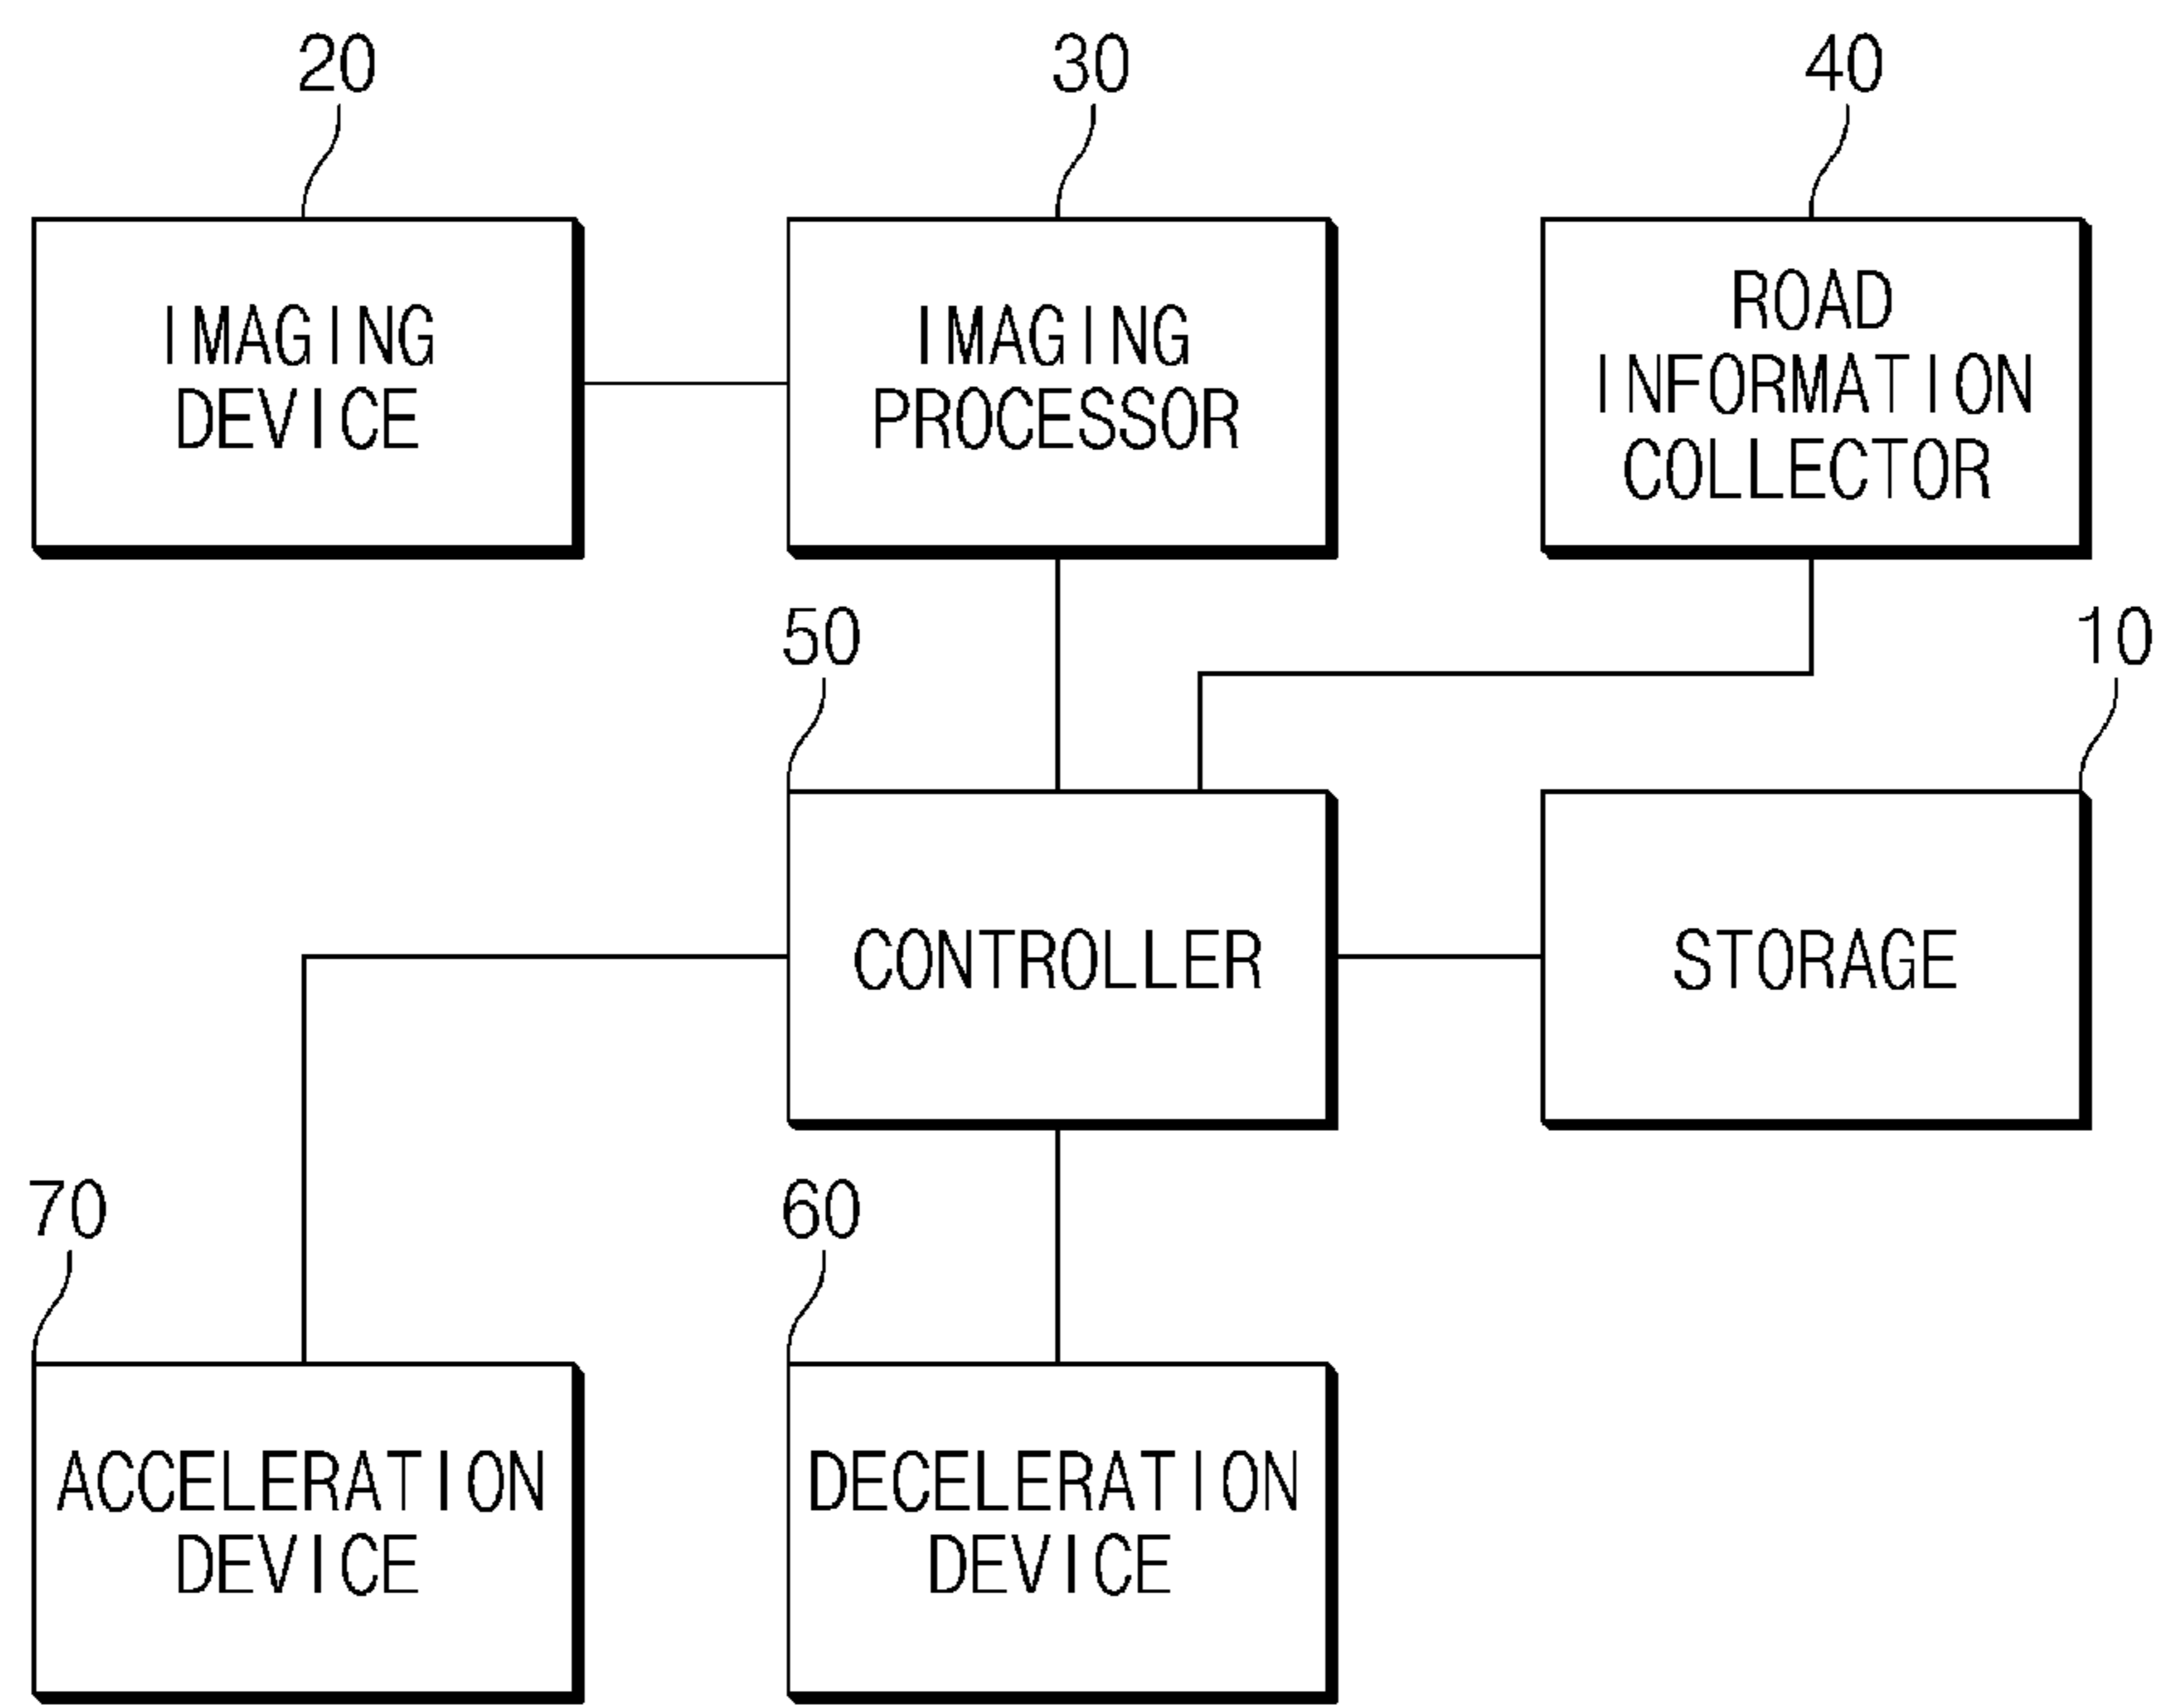 20
30
40
IMAGING
DEVICE
IMAGING
PROCESSOR
ROAD
INFORMATION
COLLECTOR
50
10
CONTROLLER
STORAGE
70
60
ACCELERATION
DEVICE
DECELERATION
DEVICE